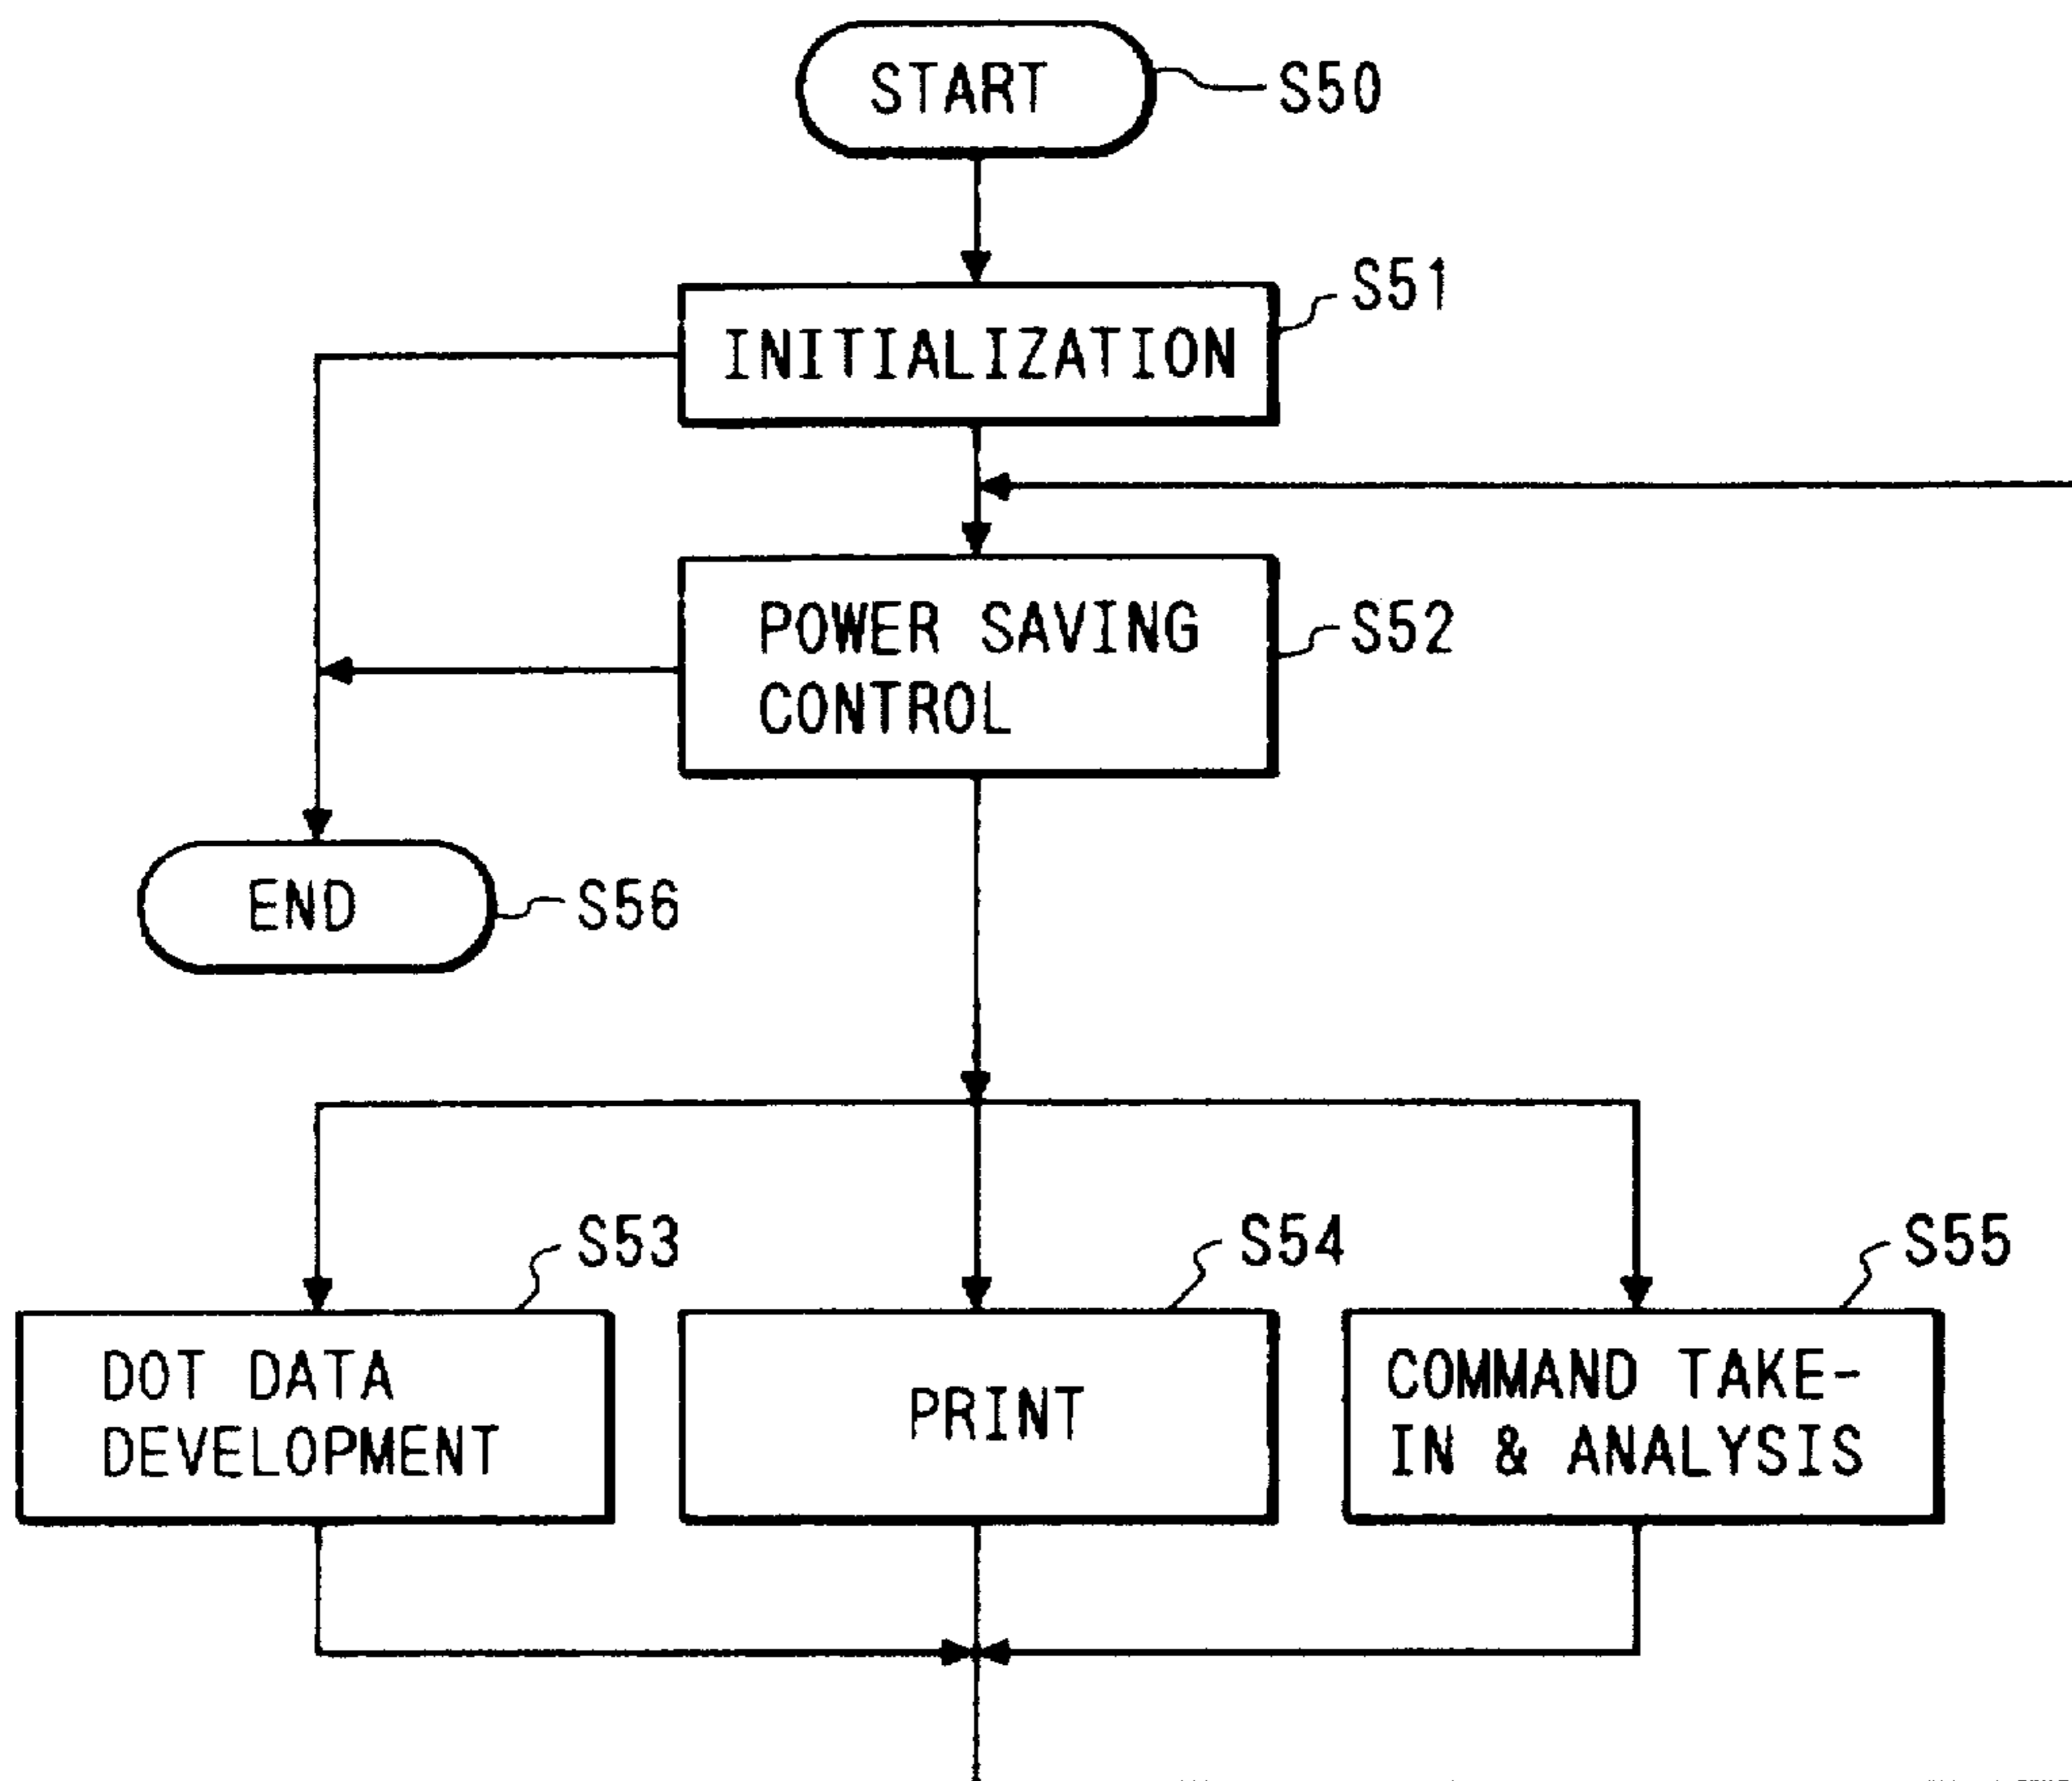 START
S50
S51
INITIALIZATION
POWER SAVING
CONTROL
S52
END
S56
S53
S54
S55
DOT DATA
DEVELOPMENT
PRINT
COMMAND TAKE-
IN & ANALYSIS